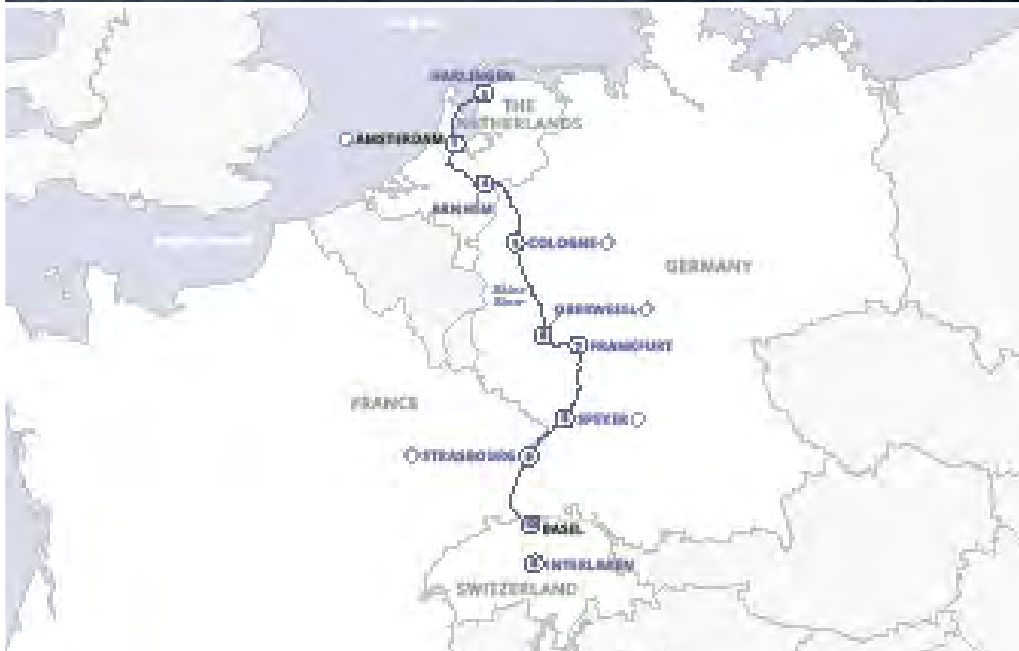 HARLINGEN
THE
NETHERLANDS
AMSTERDAM
ARNHEM
COLOGNE
GERMANY
Rhine
River
OBERWESEL
FRANKFURT
FRANCE
SPEYER
STRASBOURG
BASEL
INTERLAKEN
SWITZERLAND